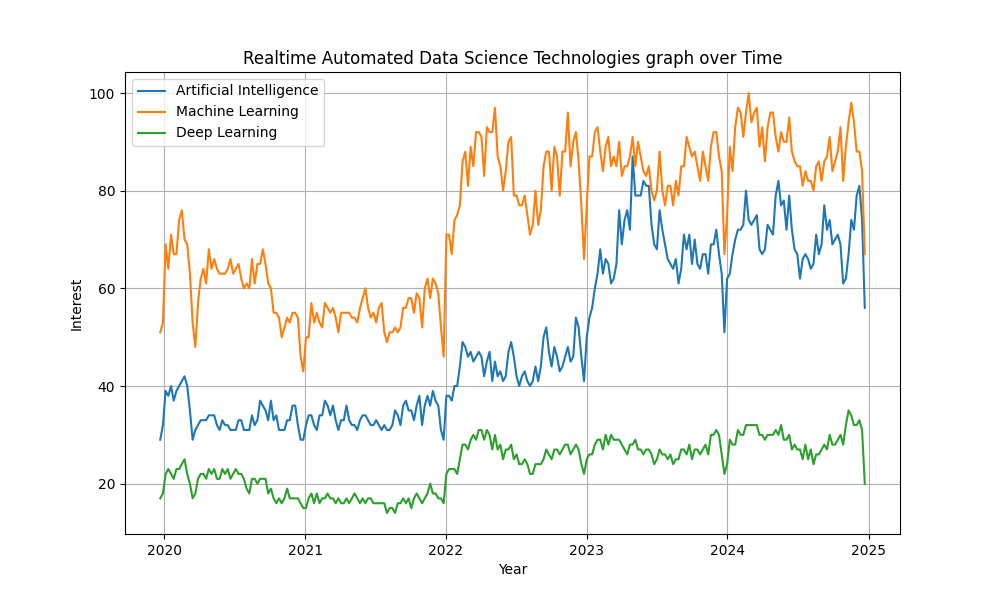 Realtime Automated Data Science Technologies graph over Time
Artificial Intelligence
Machine Learning
Deep Learning
Interest
100
80
60
40
20
2020 2021 2022 2023 2024 2025
Year